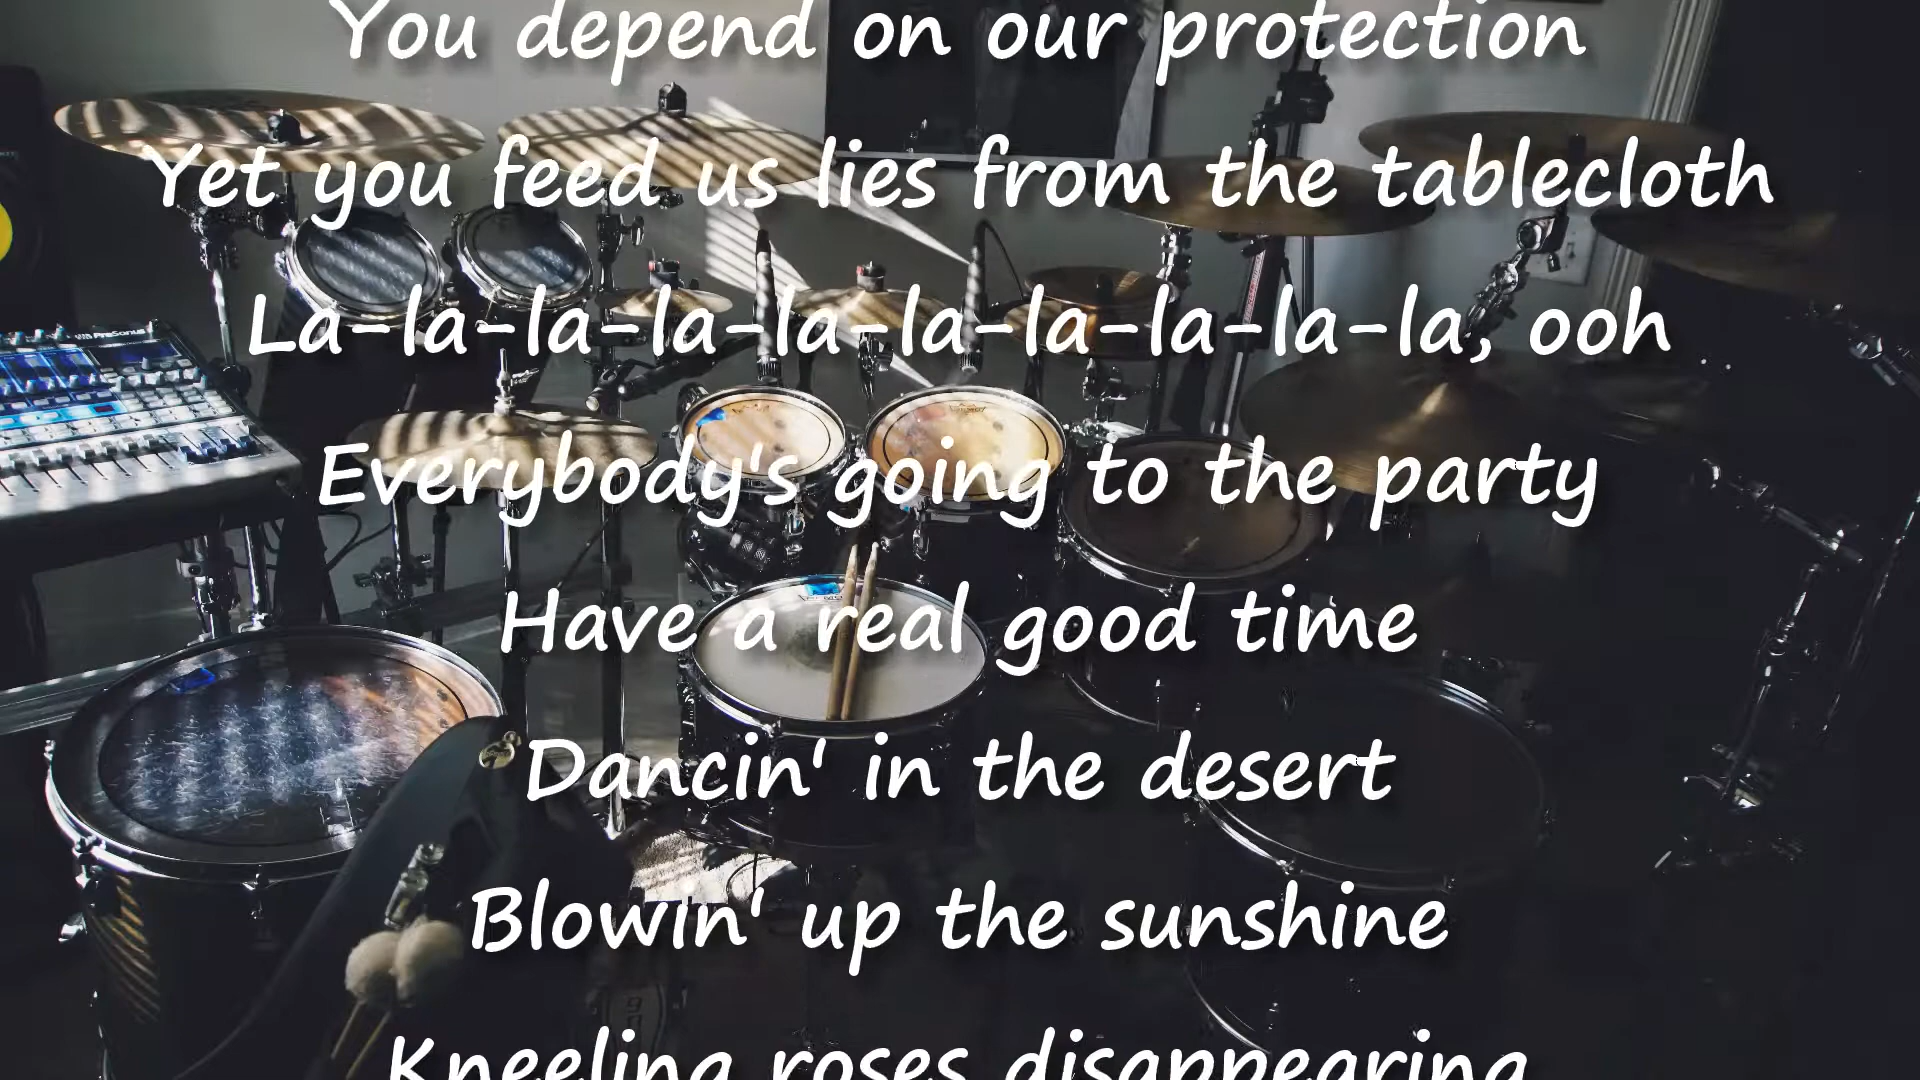 You depend on our protection
Yet you feed us lies from the tablecloth
La-la-la-la-la-la-la-la-la-la, ooh
Everybody's going to the party
Have a real good time
Dancin' in the desert
Blowin' up the sunshine
Kneeling roses disappearing
PreSonus